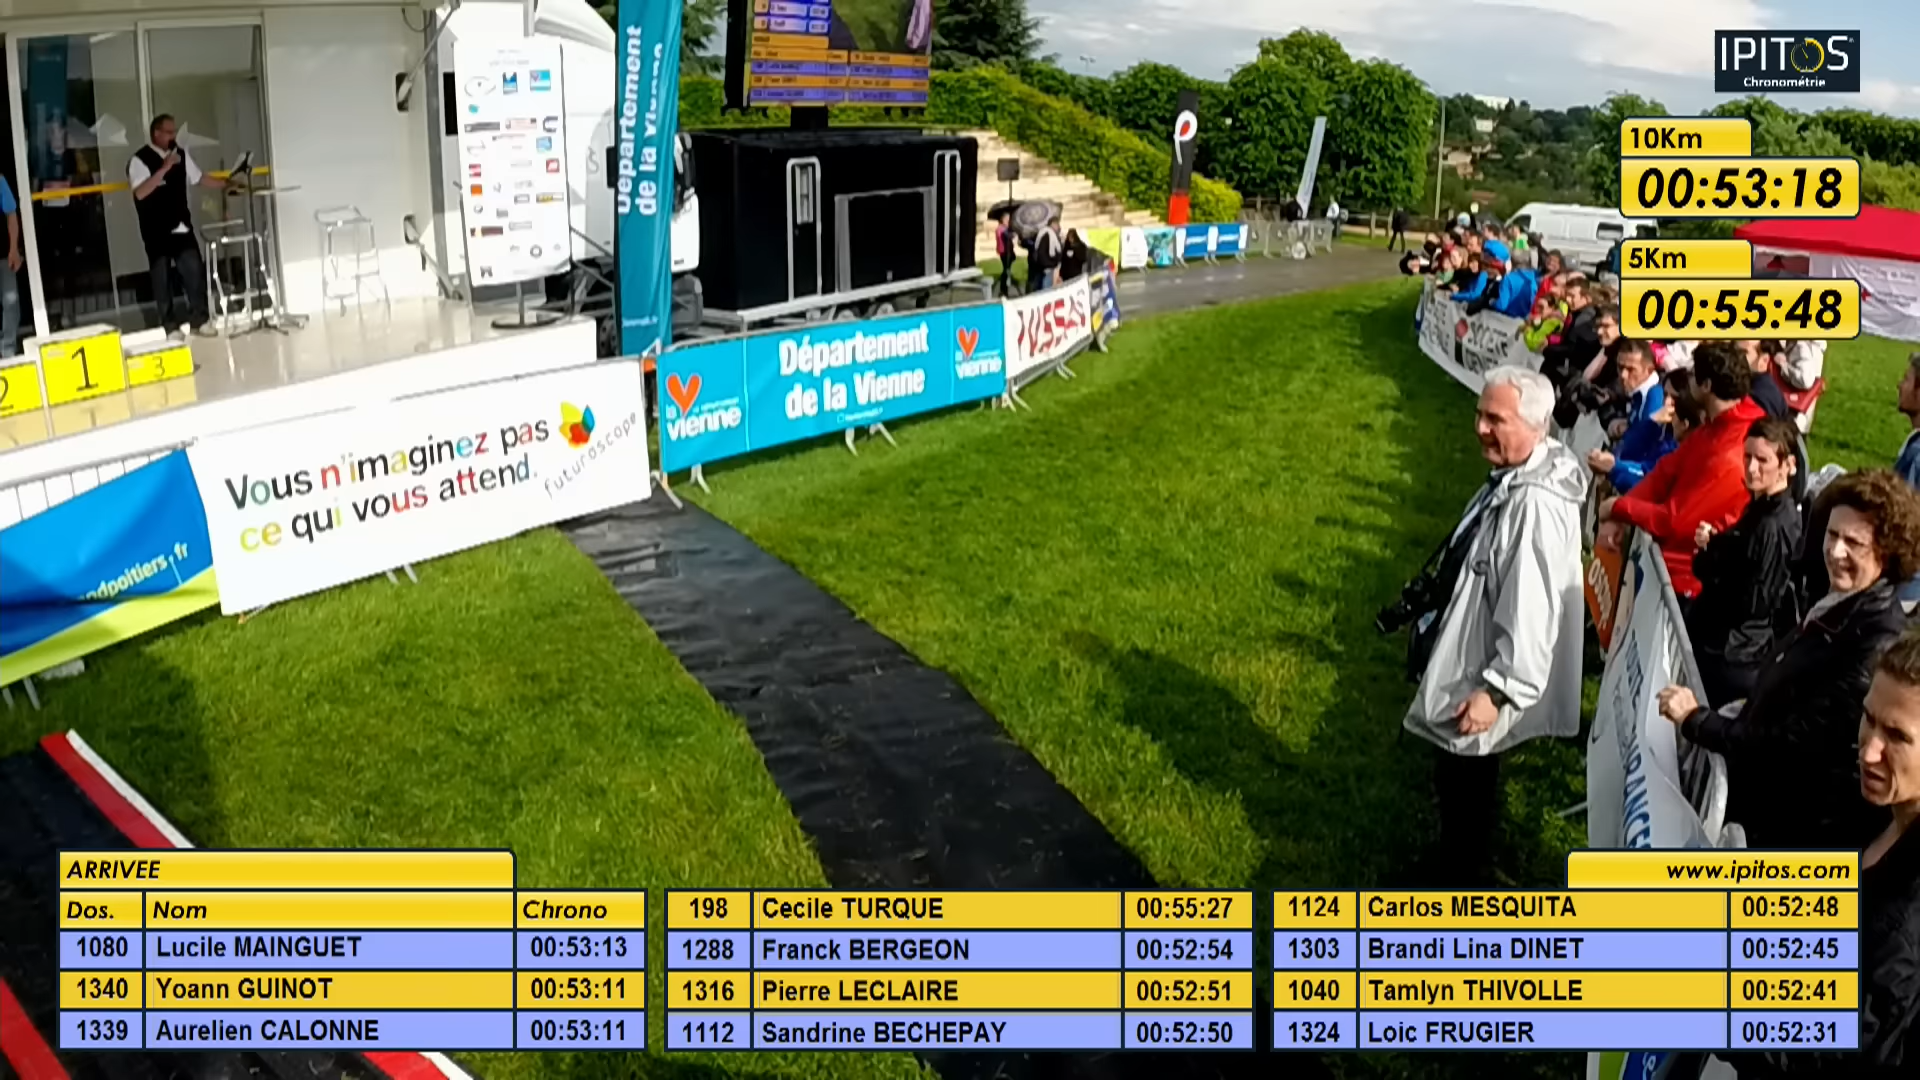 IPITOS
Chronométrie
10Km
00:53:18
5Km
00:55:48
Département
de la Vienne
1
2
3
Département
de la Vienne
la
vienne
vienne
Vous n'imaginez pas
ce qui vous attend.
futuroscope
ndpoitiers.fr
ARRIVEE
www.ipitos.com
Dos. Nom Chrono
1080 Lucile MAINGUET 00:53:13
1340 Yoann GUINOT 00:53:11
1339 Aurelien CALONNE 00:53:11
198 Cecile TURQUE 00:55:27
1288 Franck BERGEON 00:52:54
1316 Pierre LECLAIRE 00:52:51
1112 Sandrine BECHEPAY 00:52:50
1124 Carlos MESQUITA 00:52:48
1303 Brandi Lina DINET 00:52:45
1040 Tamlyn THIVOLLE 00:52:41
1324 Loic FRUGIER 00:52:31